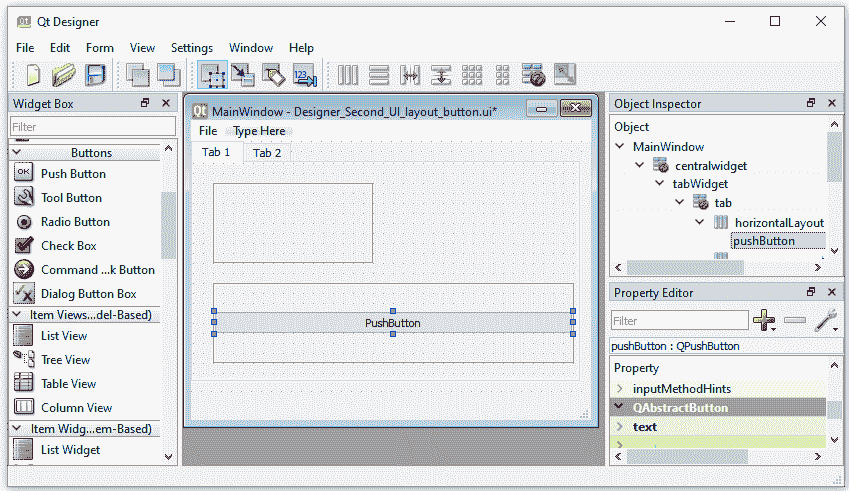 Qt Designer
File Edit Form View Settings Window Help
123
Widget Box
Filter
Buttons
OK Push Button
Tool Button
Radio Button
Check Box
Command ...k Button
Dialog Button Box
Item Views...del-Based)
List View
Tree View
Table View
Column View
Item Widg...em-Based)
List Widget
Qt MainWindow - Designer_Second_UI_layout_button.ui*
File Type Here
Tab 1 Tab 2
PushButton
Object Inspector
Object
MainWindow
centralwidget
tabWidget
tab
horizontalLayout
pushButton
Property Editor
Filter
pushButton : QPushButton
Property
inputMethodHints
QAbstractButton
text